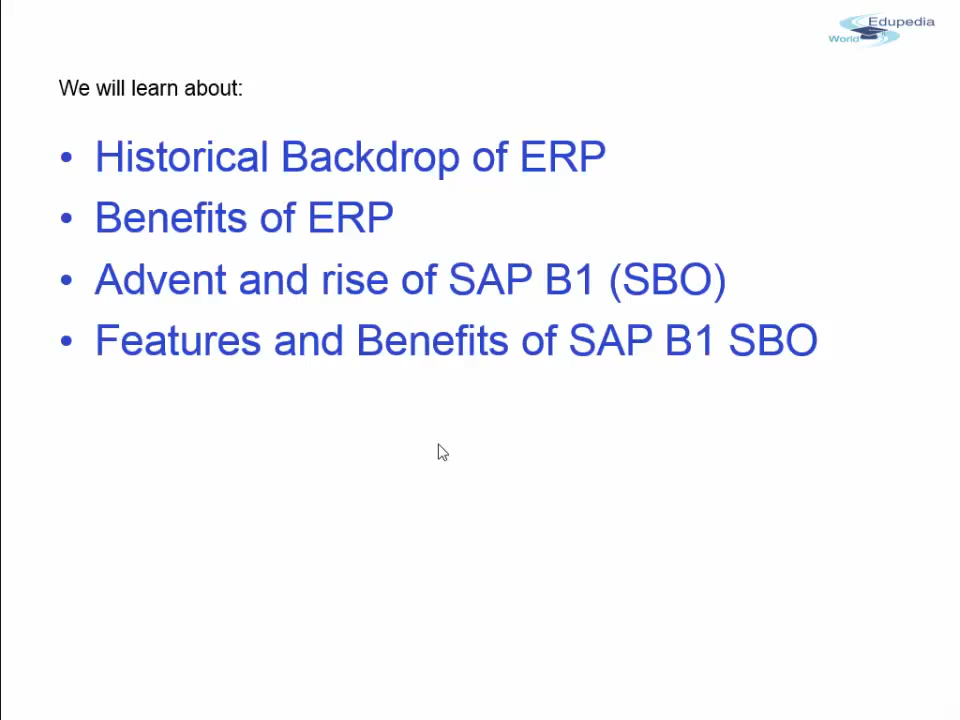 Edupedia
World
We will learn about:
• Historical Backdrop of ERP
• Benefits of ERP
• Advent and rise of SAP B1 (SBO)
• Features and Benefits of SAP B1 SBO